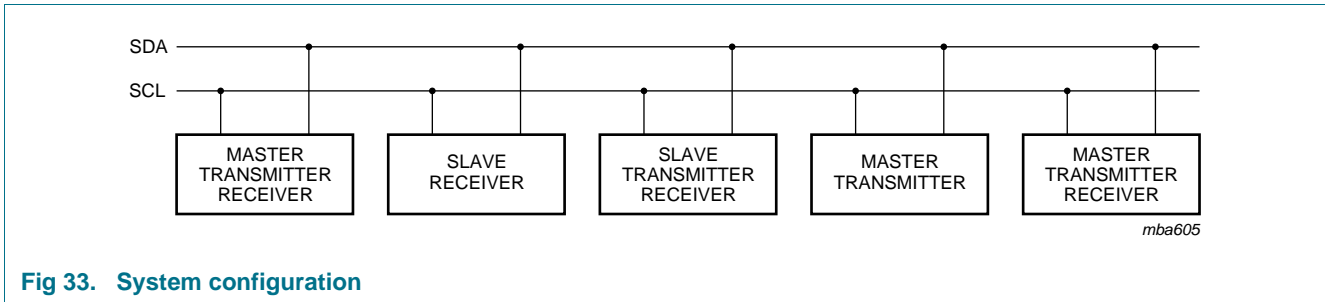 SDA
SCL
MASTER
TRANSMITTER
RECEIVER
SLAVE
RECEIVER
SLAVE
TRANSMITTER
RECEIVER
MASTER
TRANSMITTER
MASTER
TRANSMITTER
RECEIVER
mba605
Fig 33. System configuration